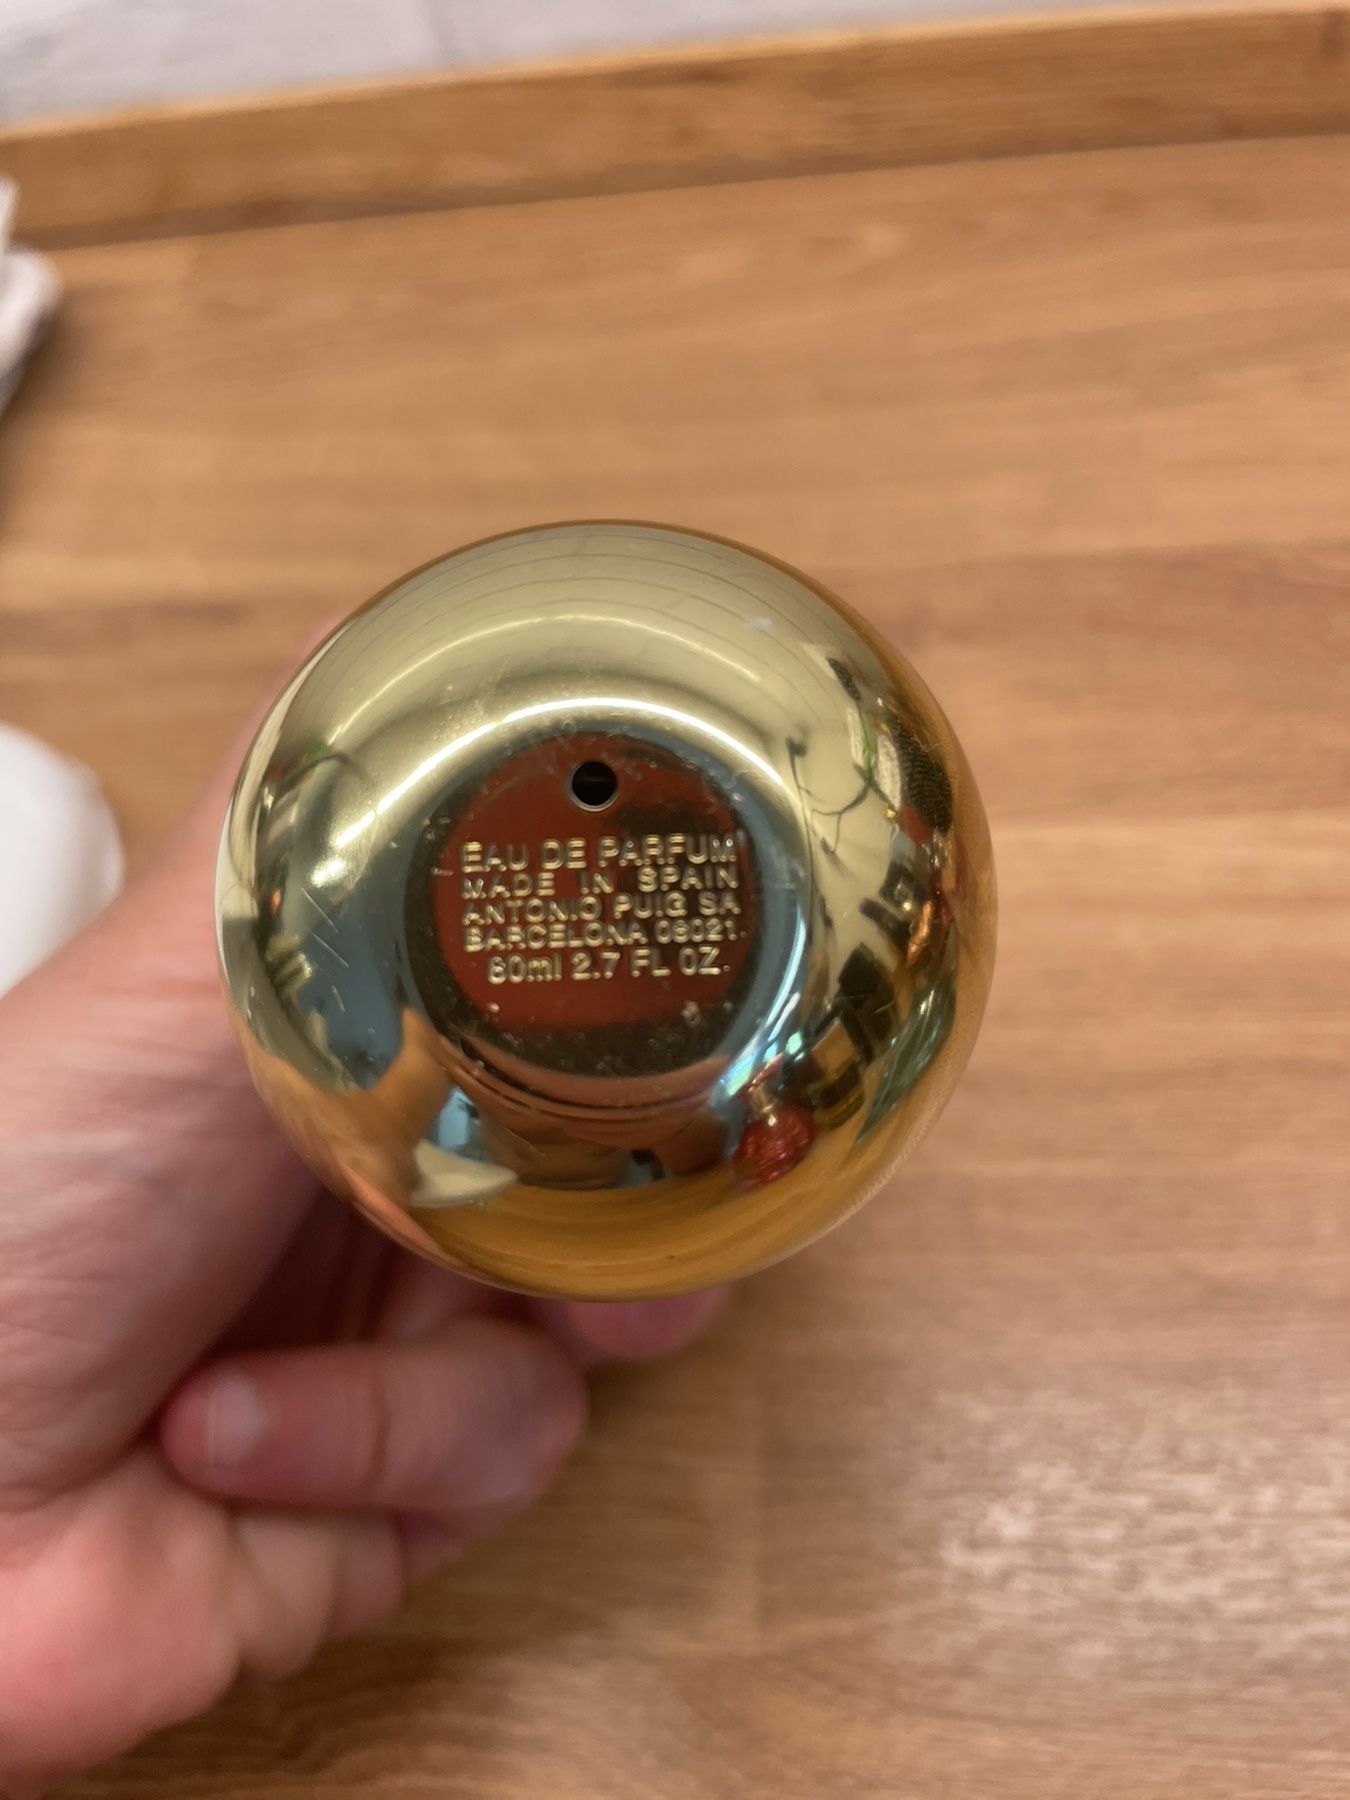 EAU DE PARFUM
MADE IN SPAIN
ANTONIO PUIG SA
BARCELONA 08021
80ml 2.7 FL OZ.